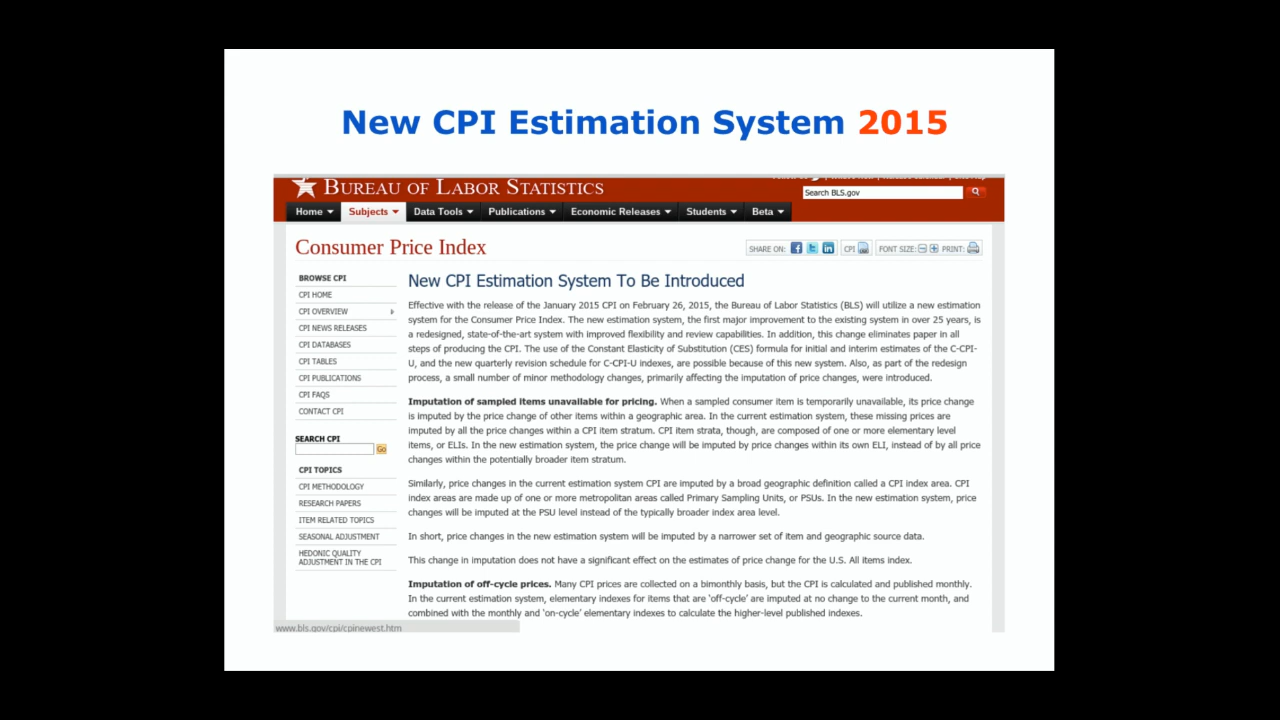 New CPI Estimation System 2015
BUREAU OF LABOR STATISTICS
Search BLS.gov
Home Subjects Data Tools Publications Economic Releases Students Beta
Consumer Price Index
SHARE ON: CPI FONT SIZE: PRINT:
BROWSE CPI
CPI HOME
CPI OVERVIEW
CPI NEWS RELEASES
CPI DATABASES
CPI TABLES
CPI PUBLICATIONS
CPI FAQS
CONTACT CPI
SEARCH CPI
Go
CPI TOPICS
CPI METHODOLOGY
RESEARCH PAPERS
ITEM RELATED TOPICS
SEASONAL ADJUSTMENT
HEDONIC QUALITY
ADJUSTMENT IN THE CPI
New CPI Estimation System To Be Introduced
Effective with the release of the January 2015 CPI on February 26, 2015, the Bureau of Labor Statistics (BLS) will utilize a new estimation
system for the Consumer Price Index. The new estimation system, the first major improvement to the existing system in over 25 years, is
a redesigned, state-of-the-art system with improved flexibility and review capabilities. In addition, this change eliminates paper in all
steps of producing the CPI. The use of the Constant Elasticity of Substitution (CES) formula for initial and interim estimates of the C-CPI-
U, and the new quarterly revision schedule for C-CPI-U indexes, are possible because of this new system. Also, as part of the redesign
process, a small number of minor methodology changes, primarily affecting the imputation of price changes, were introduced.
Imputation of sampled items unavailable for pricing. When a sampled consumer item is temporarily unavailable, its price change
is imputed by the price change of other items within a geographic area. In the current estimation system, these missing prices are
imputed by all the price changes within a CPI item stratum. CPI item strata, though, are composed of one or more elementary level
items, or ELIs. In the new estimation system, the price change will be imputed by price changes within its own ELI, instead of by all price
changes within the potentially broader item stratum.
Similarly, price changes in the current estimation system CPI are imputed by a broad geographic definition called a CPI index area. CPI
index areas are made up of one or more metropolitan areas called Primary Sampling Units, or PSUs. In the new estimation system, price
changes will be imputed at the PSU level instead of the typically broader index area level.
In short, price changes in the new estimation system will be imputed by a narrower set of item and geographic source data.
This change in imputation does not have a significant effect on the estimates of price change for the U.S. All items index.
Imputation of off-cycle prices. Many CPI prices are collected on a bimonthly basis, but the CPI is calculated and published monthly.
In the current estimation system, elementary indexes for items that are ‘off-cycle’ are imputed at no change to the current month, and
combined with the monthly and ‘on-cycle’ elementary indexes to calculate the higher-level published indexes.
www.bls.gov/cpi/cpinewest.htm